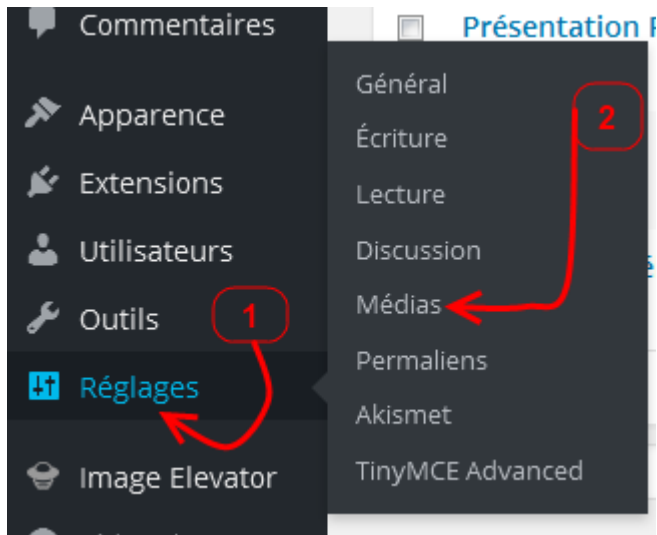 Commentaires
Présentation
Apparence
Extensions
Utilisateurs
Outils
1
Réglages
Image Elevator
Général
2
Écriture
Lecture
Discussion
Médias
Permaliens
Akismet
TinyMCE Advanced